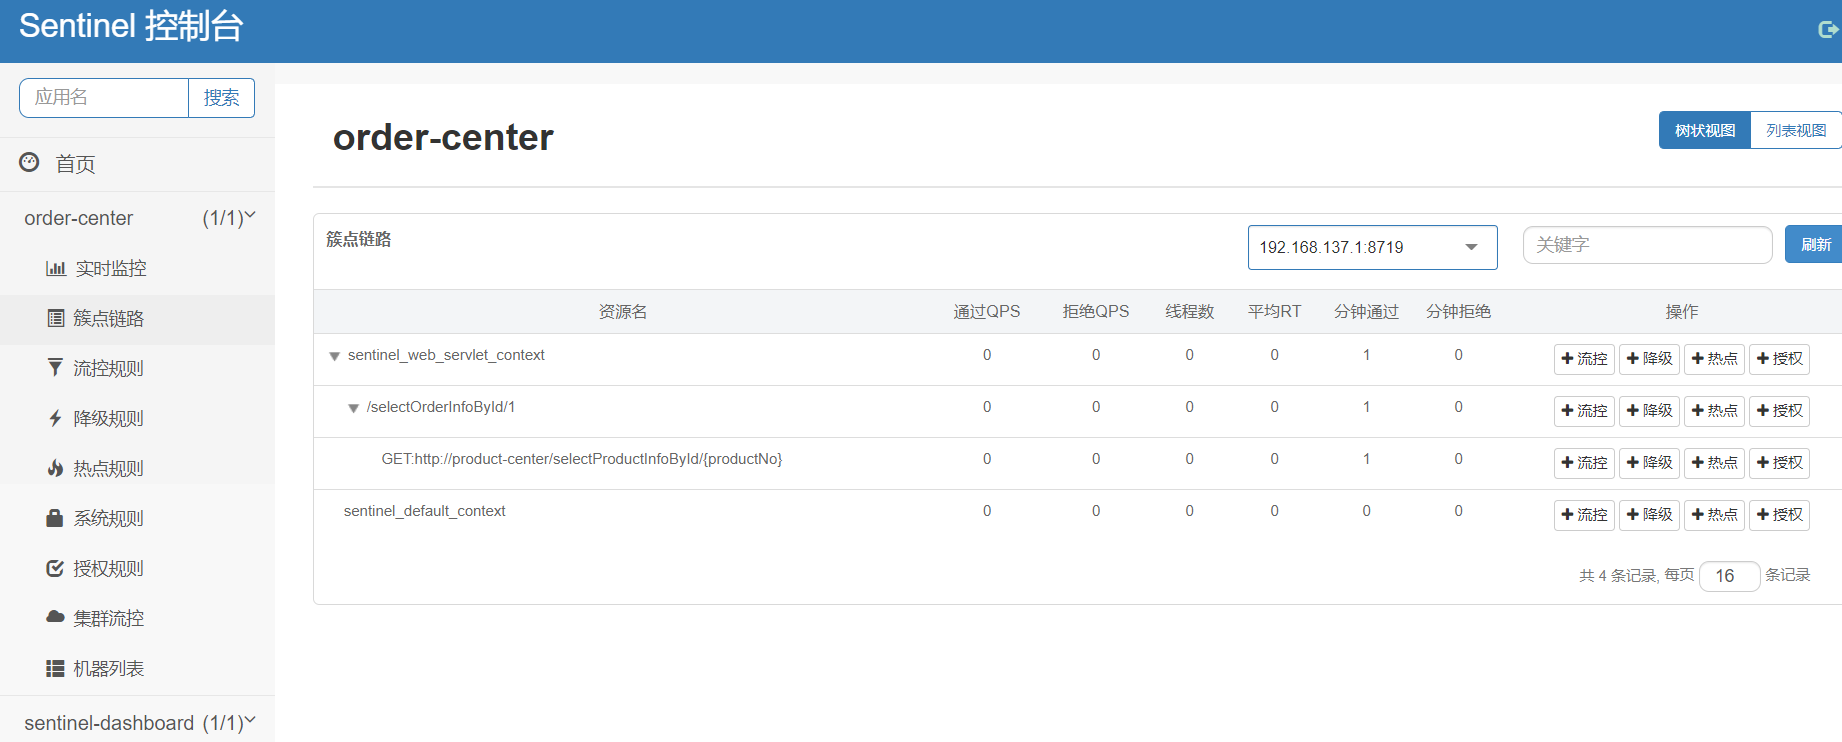 Sentinel 控制台
应用名 搜索
首页
order-center (1/1)
实时监控
簇点链路
流控规则
降级规则
热点规则
系统规则
授权规则
集群流控
机器列表
sentinel-dashboard (1/1)
order-center
树状视图 列表视图
簇点链路 192.168.137.1:8719 关键字 刷新
资源名 通过QPS 拒绝QPS 线程数 平均RT 分钟通过 分钟拒绝 操作
sentinel_web_servlet_context 0 0 0 0 1 0 流控 降级 热点 授权
/selectOrderInfoById/1 0 0 0 0 1 0 流控 降级 热点 授权
GET:http://product-center/selectProductInfoById/{productNo} 0 0 0 0 1 0 流控 降级 热点 授权
sentinel_default_context 0 0 0 0 0 0 流控 降级 热点 授权
共 4 条记录, 每页 16 条记录